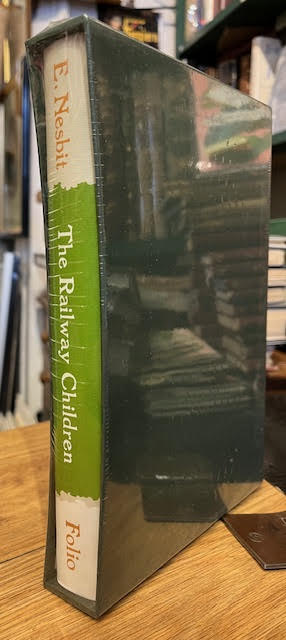 E. Nesbit
The Railway Children
Folio